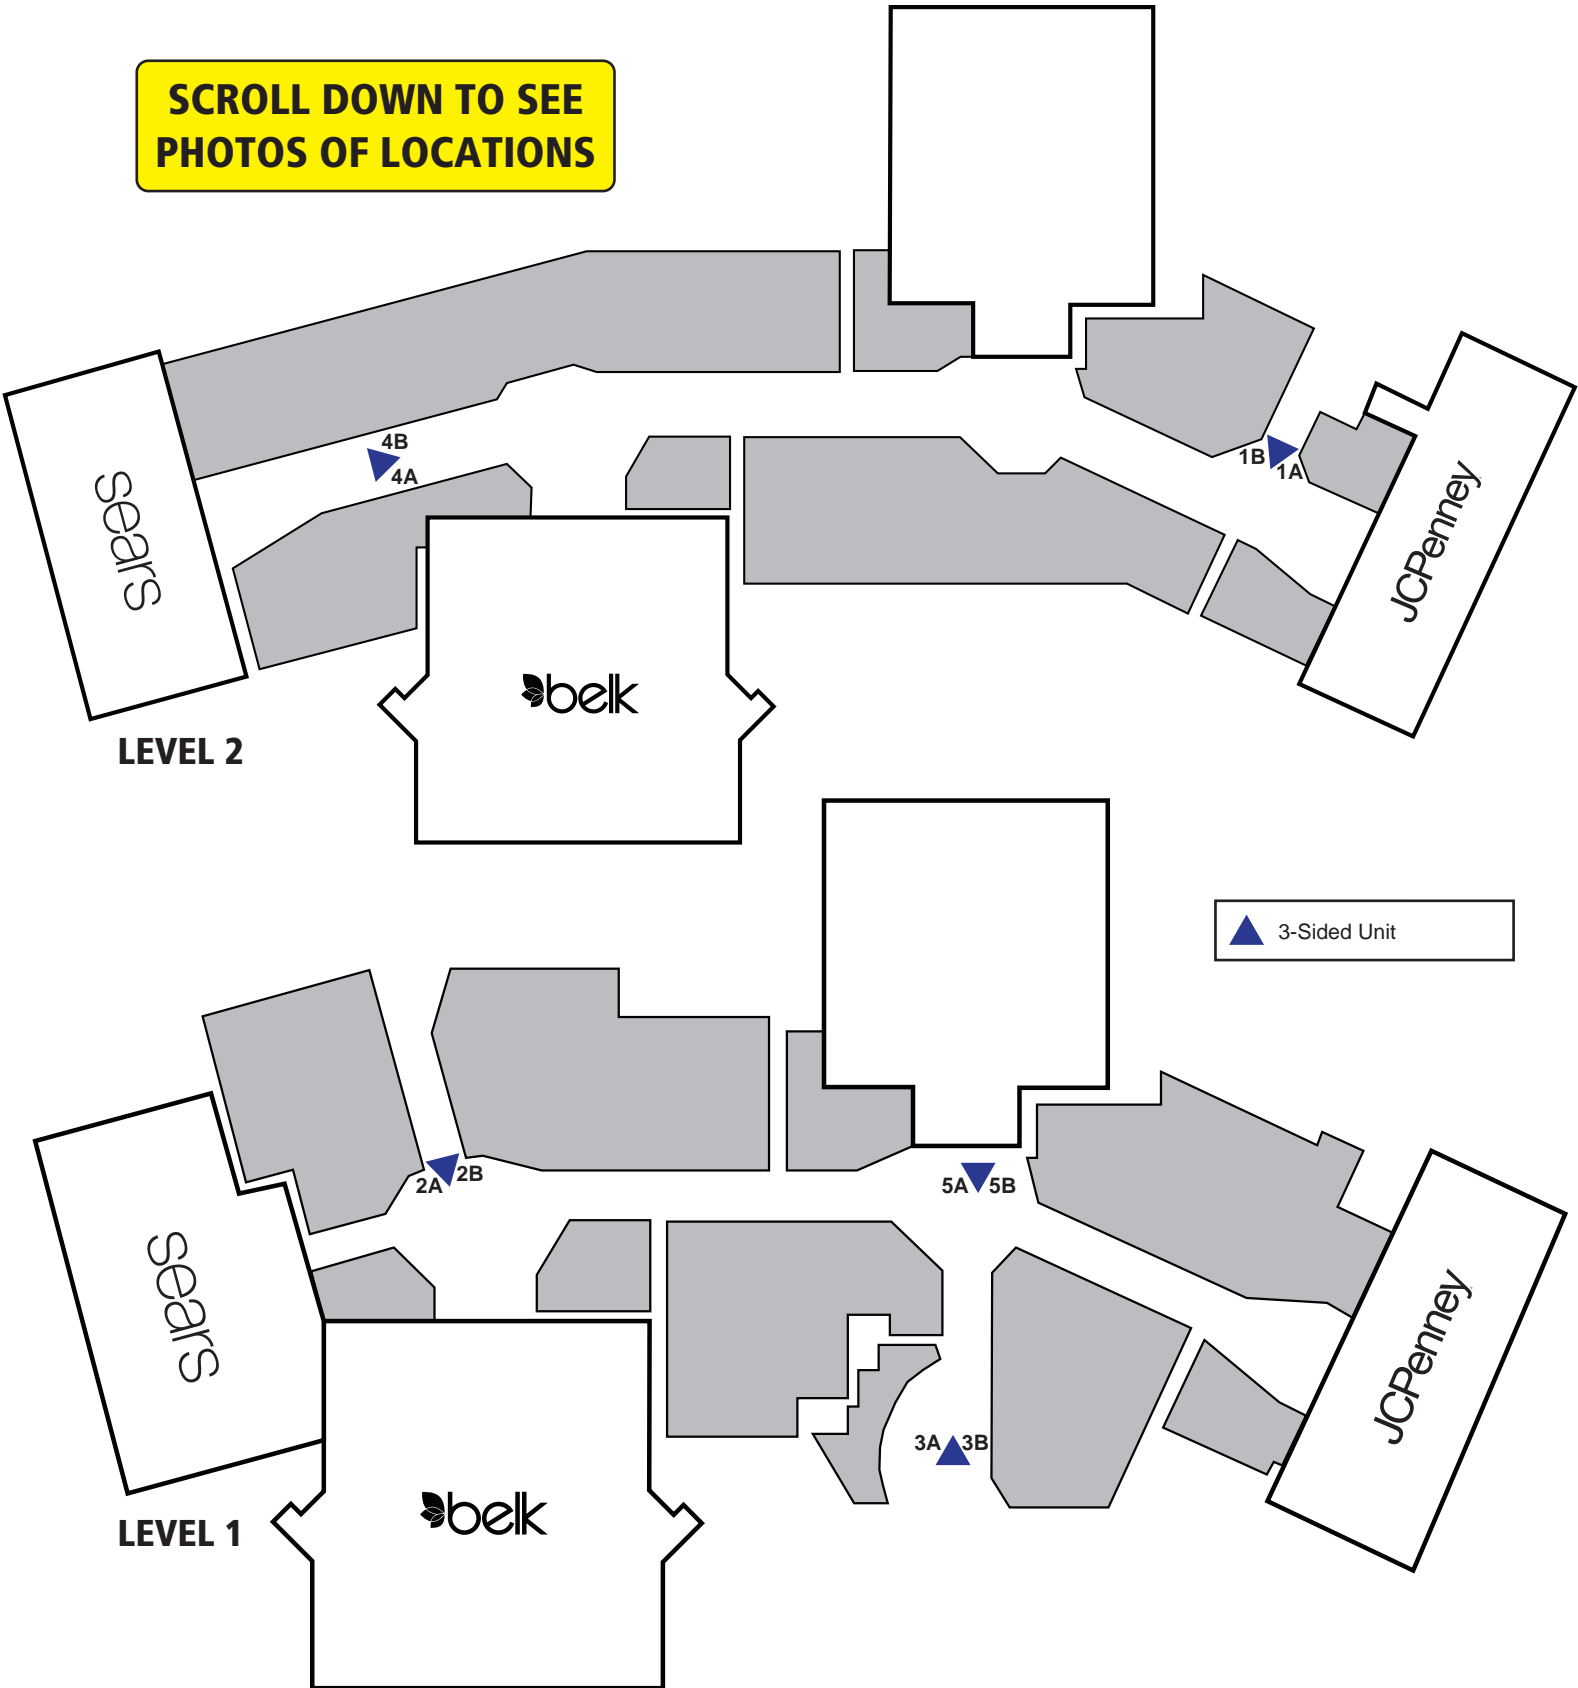 SCROLL DOWN TO SEE
PHOTOS OF LOCATIONS
4B
4A
1B
1A
sears
JCPenney
belk
LEVEL 2
3-Sided Unit
2A
2B
5A
5B
sears
JCPenney
3A
3B
belk
LEVEL 1